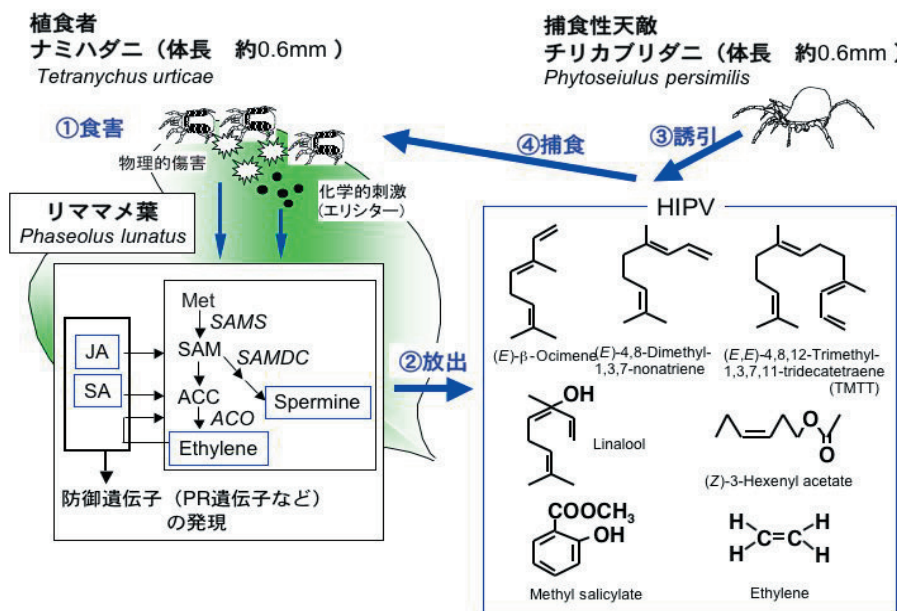 植食者
ナミハダニ（体長　約0.6mm ）
Tetranychus urticae
捕食性天敵
チリカブリダニ（体長　約0.6mm ）
Phytoseiulus persimilis
①食害
物理的傷害
化学的刺激
（エリシター）
④捕食
③誘引
リママメ葉
Phaseolus lunatus
JA
SA
Met
SAMS
SAM
SAMDC
ACC
ACO
Spermine
Ethylene
防御遺伝子（PR遺伝子など）
の発現
②放出
HIPV
(E)-β-Ocimene
(E)-4,8-Dimethyl-
1,3,7-nonatriene
(E,E)-4,8,12-Trimethyl-
1,3,7,11-tridecatetraene
(TMTT)
OH
Linalool
O
O
(Z)-3-Hexenyl acetate
COOCH3
OH
Methyl salicylate
H H
C=C
H H
Ethylene